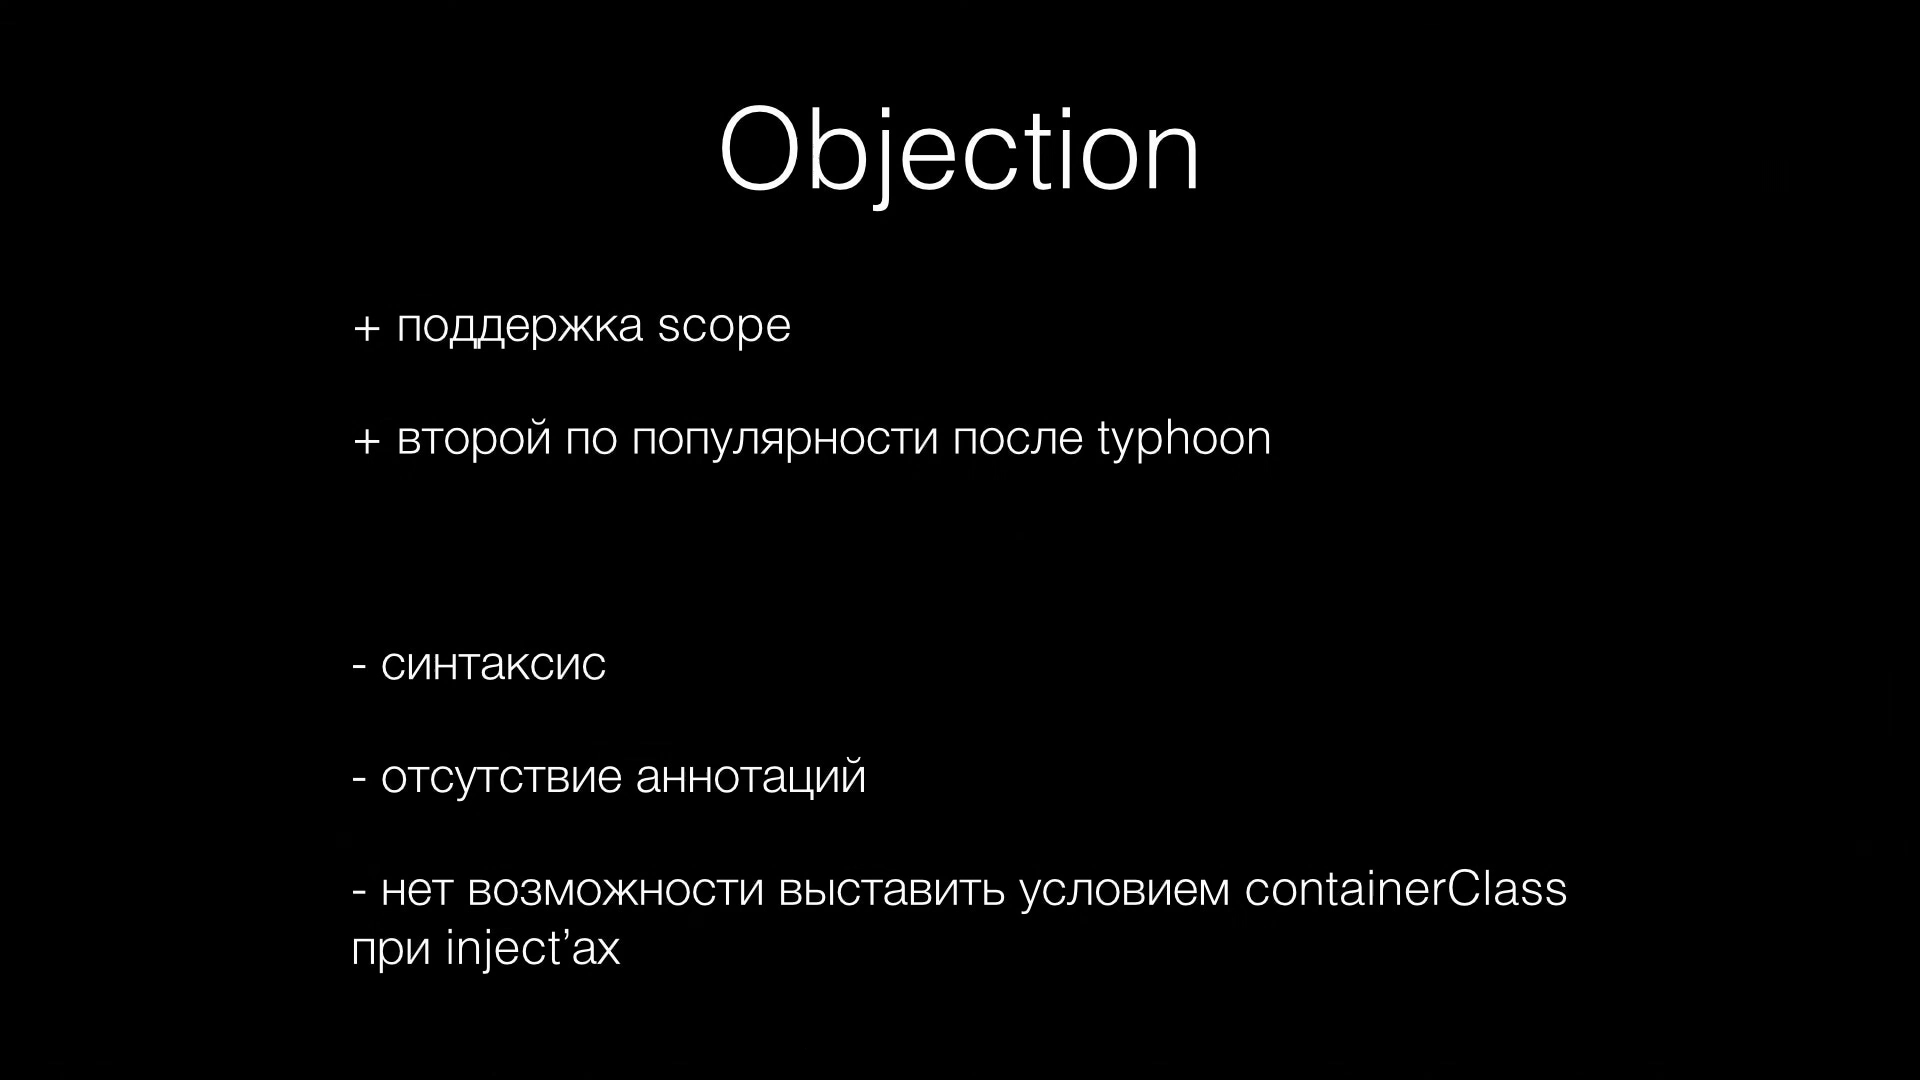 Objection
+ поддержка scope
+ второй по популярности после typhoon
- синтаксис
- отсутствие аннотаций
- нет возможности выставить условием containerClass
при inject’ах